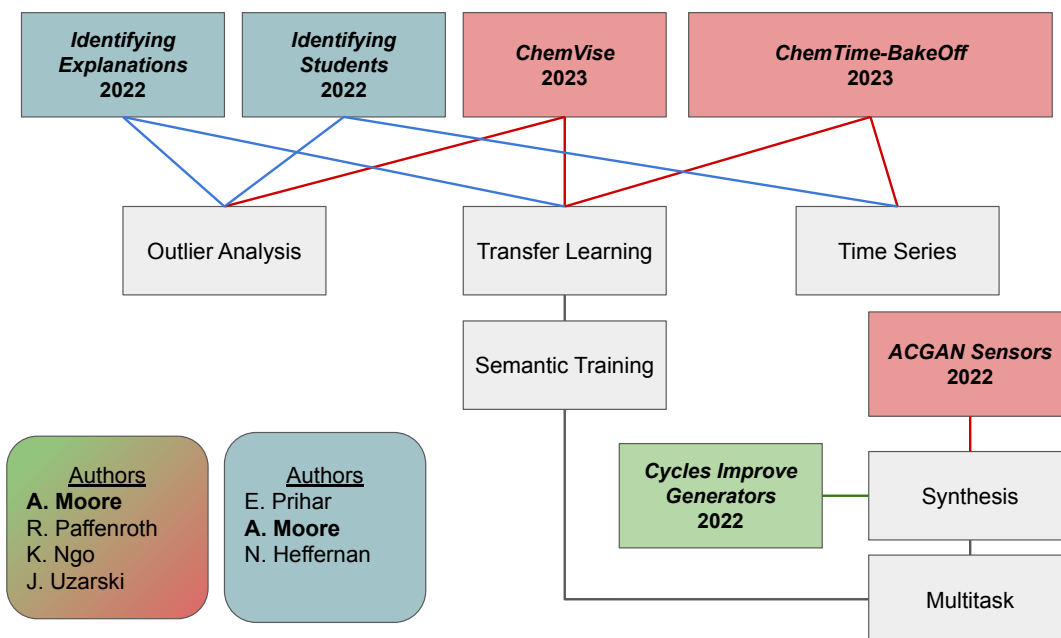 Identifying
Explanations
2022
Identifying
Students
2022
ChemVise
2023
ChemTime-BakeOff
2023
Outlier Analysis
Transfer Learning
Time Series
Semantic Training
ACGAN Sensors
2022
Cycles Improve
Generators
2022
Synthesis
Multitask
Authors
A. Moore
R. Paffenroth
K. Ngo
J. Uzarski
Authors
E. Prihar
A. Moore
N. Heffernan